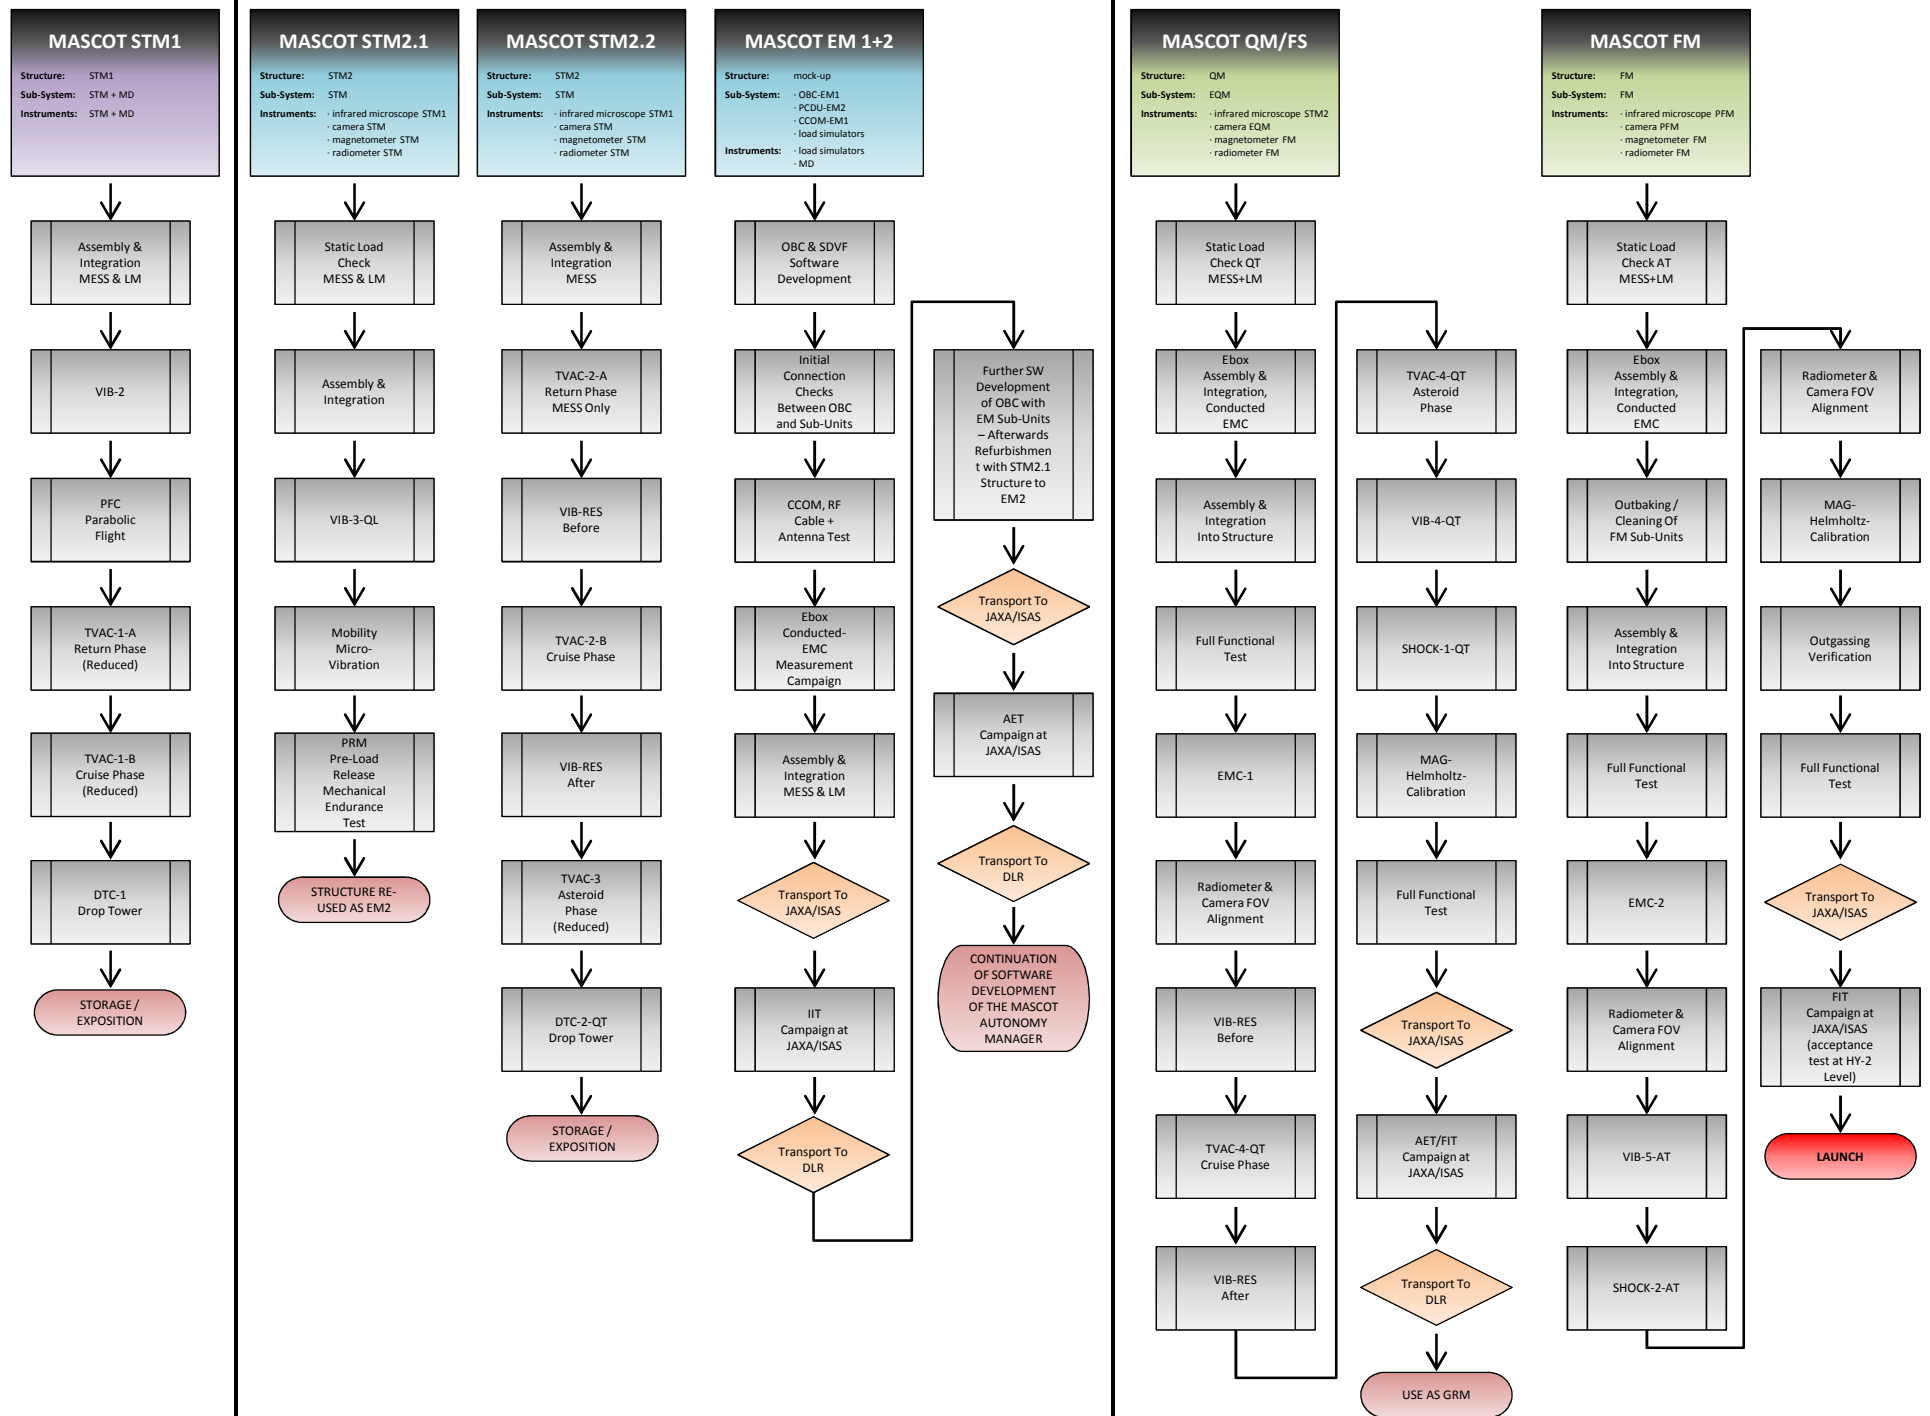 MASCOT STM1
Structure: STM1
Sub-System: STM + MD
Instruments: STM + MD
Assembly &
Integration
MESS & LM
VIB-2
PFC
Parabolic
Flight
TVAC-1-A
Return Phase
(Reduced)
TVAC-1-B
Cruise Phase
(Reduced)
DTC-1
Drop Tower
STORAGE /
EXPOSITION
MASCOT STM2.1
Structure: STM2
Sub-System: STM
Instruments: · infrared microscope STM1
· camera STM
· magnetometer STM
· radiometer STM
Static Load
Check
MESS & LM
Assembly &
Integration
VIB-3-QL
Mobility
Micro-
Vibration
PRM
Pre-Load
Release
Mechanical
Endurance
Test
STRUCTURE RE-
USED AS EM2
MASCOT STM2.2
Structure: STM2
Sub-System: STM
Instruments: · infrared microscope STM1
· camera STM
· magnetometer STM
· radiometer STM
Assembly &
Integration
MESS
TVAC-2-A
Return Phase
MESS Only
VIB-RES
Before
TVAC-2-B
Cruise Phase
VIB-RES
After
TVAC-3
Asteroid
Phase
(Reduced)
DTC-2-QT
Drop Tower
STORAGE /
EXPOSITION
MASCOT EM 1+2
Structure: mock-up
Sub-System: · OBC-EM1
· PCDU-EM2
· CCOM-EM1
· load simulators
Instruments: · load simulators
· MD
OBC & SDVF
Software
Development
Initial
Connection
Checks
Between OBC
and Sub-Units
CCOM, RF
Cable +
Antenna Test
Ebox
Conducted-
EMC
Measurement
Campaign
Assembly &
Integration
MESS & LM
Transport To
JAXA/ISAS
IIT
Campaign at
JAXA/ISAS
Transport To
DLR
Further SW
Development
of OBC with
EM Sub-Units
– Afterwards
Refurbishmen
t with STM2.1
Structure to
EM2
Transport To
JAXA/ISAS
AET
Campaign at
JAXA/ISAS
Transport To
DLR
CONTINUATION
OF SOFTWARE
DEVELOPMENT
OF THE MASCOT
AUTONOMY
MANAGER
MASCOT QM/FS
Structure: QM
Sub-System: EQM
Instruments: · infrared microscope STM2
· camera EQM
· magnetometer FM
· radiometer FM
Static Load
Check QT
MESS+LM
Ebox
Assembly &
Integration,
Conducted
EMC
Assembly &
Integration
Into Structure
Full Functional
Test
EMC-1
Radiometer &
Camera FOV
Alignment
VIB-RES
Before
TVAC-4-QT
Cruise Phase
VIB-RES
After
TVAC-4-QT
Asteroid
Phase
VIB-4-QT
SHOCK-1-QT
MAG-
Helmholtz-
Calibration
Full Functional
Test
Transport To
JAXA/ISAS
AET/FIT
Campaign at
JAXA/ISAS
Transport To
DLR
USE AS GRM
MASCOT FM
Structure: FM
Sub-System: FM
Instruments: · infrared microscope PFM
· camera PFM
· magnetometer FM
· radiometer FM
Static Load
Check AT
MESS+LM
Ebox
Assembly &
Integration,
Conducted
EMC
Outbaking /
Cleaning Of
FM Sub-Units
Assembly &
Integration
Into Structure
Full Functional
Test
EMC-2
Radiometer &
Camera FOV
Alignment
VIB-5-AT
SHOCK-2-AT
Radiometer &
Camera FOV
Alignment
MAG-
Helmholtz-
Calibration
Outgassing
Verification
Full Functional
Test
Transport To
JAXA/ISAS
FIT
Campaign at
JAXA/ISAS
(acceptance
test at HY-2
Level)
LAUNCH